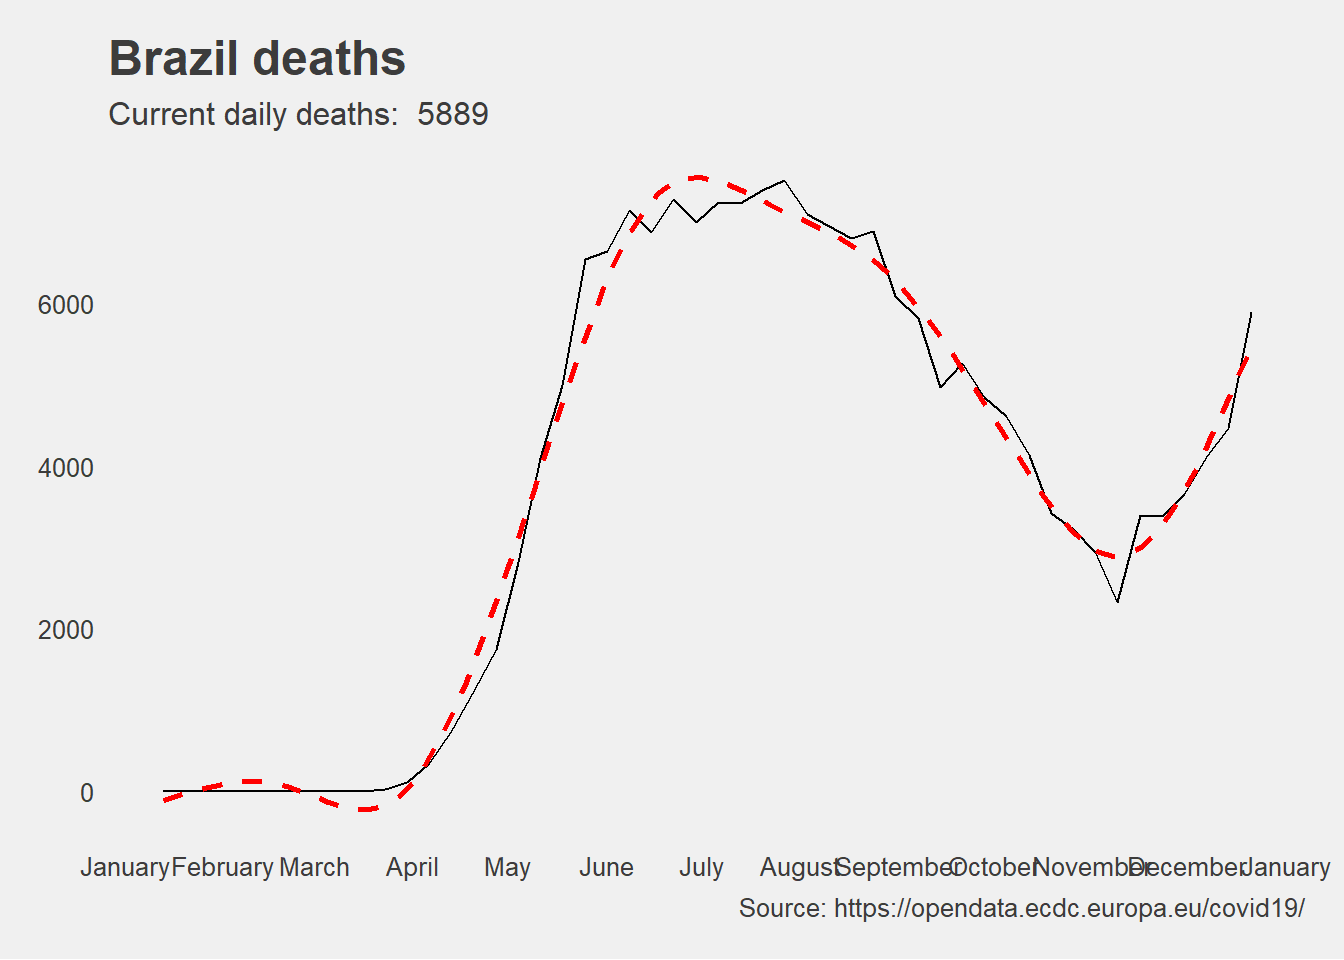 Brazil deaths
Current daily deaths:  5889
6000
4000
2000
0
January February March April May June July August September October November December January
Source: https://opendata.ecdc.europa.eu/covid19/